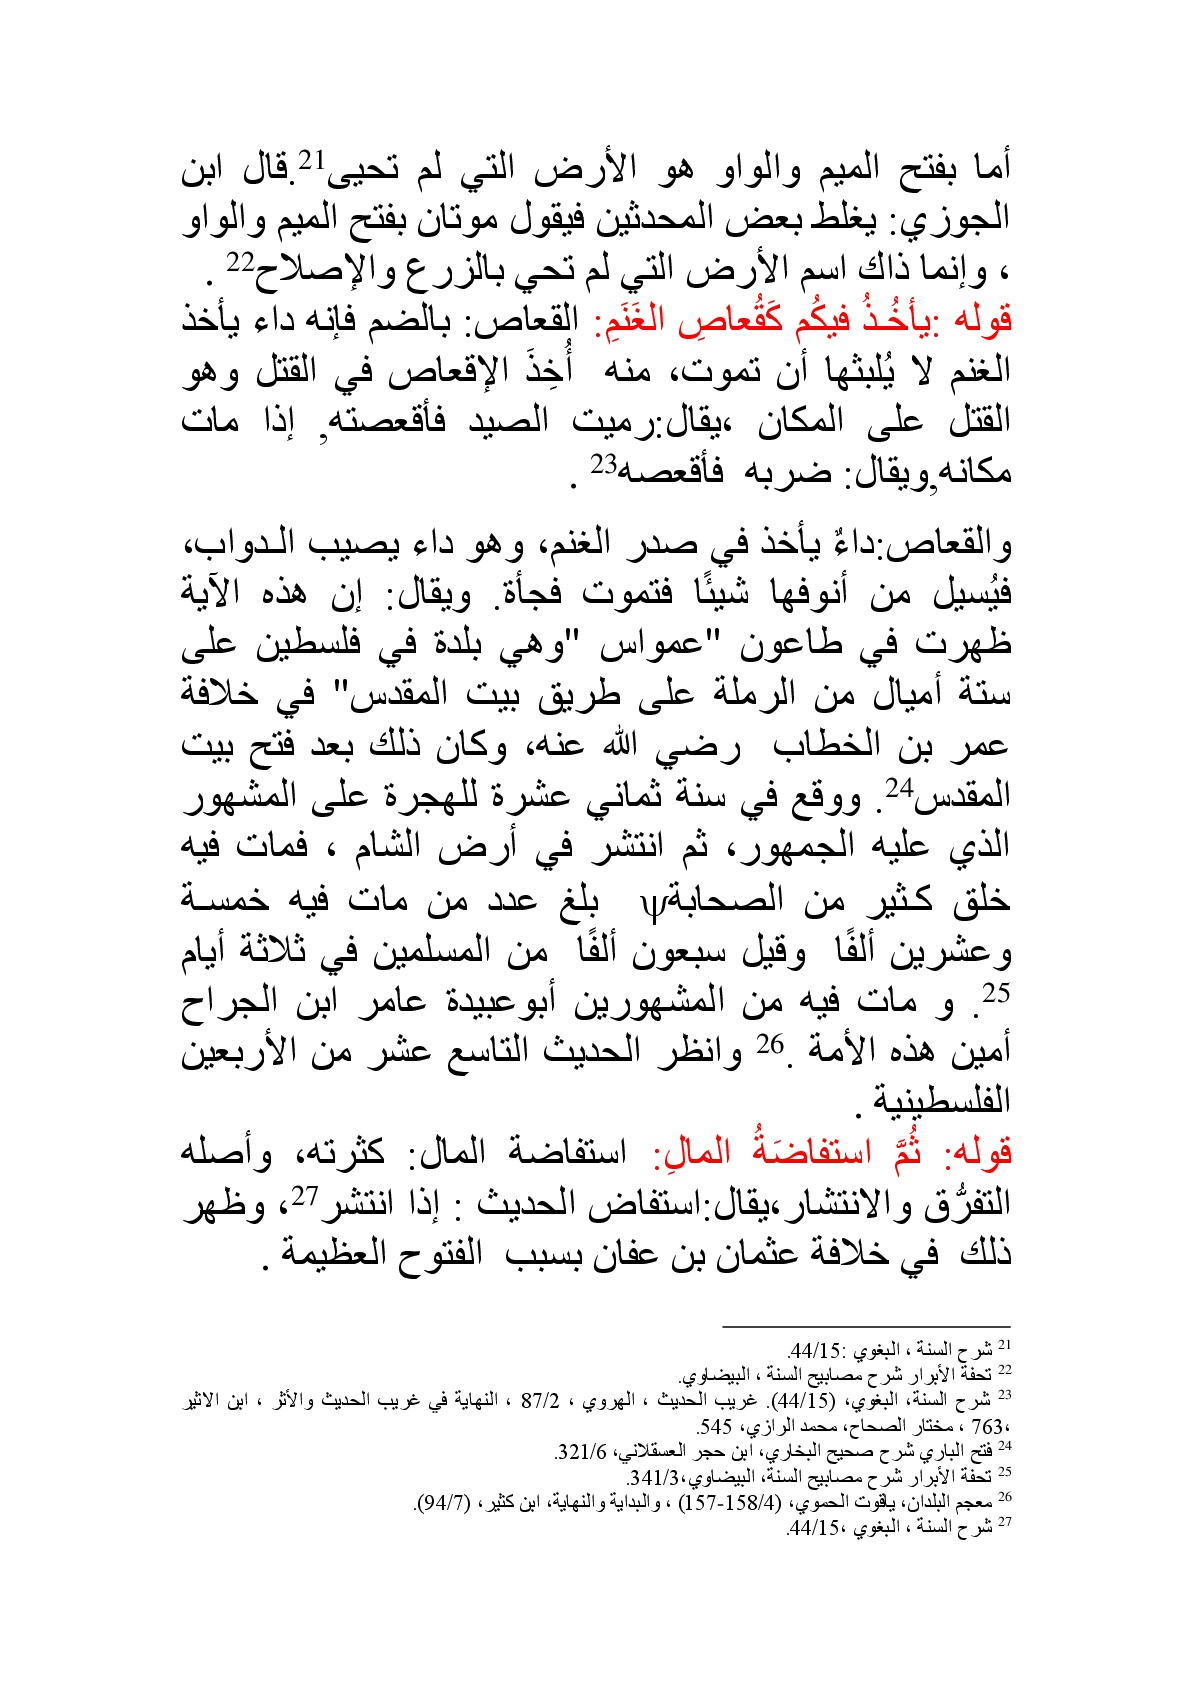 أما بفتح الميم والواو هو الأرض التي لم تحيى21.قال ابن
الجوزي: يغلط بعض المحدثين فيقول موتان بفتح الميم والواو
، وإنما ذاك اسم الأرض التي لم تحي بالزرع والإصلاح22 .
قوله :يأخُـذُ فيكُم كَقُعاصِ الغَنَمِ: القعاص: بالضم فإنه داء يأخذ
الغنم لا يُلبثها أن تموت، منه أُخِذَ الإقعاص في القتل وهو
القتل على المكان ،يقال:رميت الصيد فأقعصته, إذا مات
مكانه,ويقال: ضربه فأقعصه23 .
والقعاص:داءٌ يأخذ في صدر الغنم، وهو داء يصيب الـدواب،
فيُسيل من أنوفها شيئًا فتموت فجأة. ويقال: إن هذه الآية
ظهرت في طاعون "عمواس "وهي بلدة في فلسطين على
ستة أميال من الرملة على طريق بيت المقدس" في خلافة
عمر بن الخطاب رضي الله عنه، وكان ذلك بعد فتح بيت
المقدس24. ووقع في سنة ثماني عشرة للهجرة على المشهور
الذي عليه الجمهور، ثم انتشر في أرض الشام ، فمات فيه
خلق كـثير من الصحابةψ بلغ عدد من مات فيه خمسـة
وعشرين ألفًا وقيل سبعون ألفًا من المسلمين في ثلاثة أيام
25. و مات فيه من المشهورين أبوعبيدة عامر ابن الجراح
أمين هذه الأمة .26 وانظر الحديث التاسع عشر من الأربعين
الفلسطينية .
قوله: ثُمَّ استفاضَةُ المالِ: استفاضة المال: كثرته، وأصله
التفرُّق والانتشار،يقال:استفاض الحديث : إذا انتشر27، وظهر
ذلك في خلافة عثمان بن عفان بسبب الفتوح العظيمة .
21 شرح السنة ، البغوي :44/15.
22 تحفة الأبرار شرح مصابيح السنة ، البيضاوي.
23 شرح السنة، البغوي، (44/15). غريب الحديث ، الهروي ، 87/2 ، النهاية في غريب الحديث والأثر ، ابن الاثير
،763 ، مختار الصحاح، محمد الرازي، 545.
24 فتح الباري شرح صحيح البخاري، ابن حجر العسقلاني، 321/6.
25 تحفة الأبرار شرح مصابيح السنة، البيضاوي،341/3.
26 معجم البلدان، ياقوت الحموي، (157-158/4) ، والبداية والنهاية، ابن كثير، (94/7).
27 شرح السنة ، البغوي ،44/15.